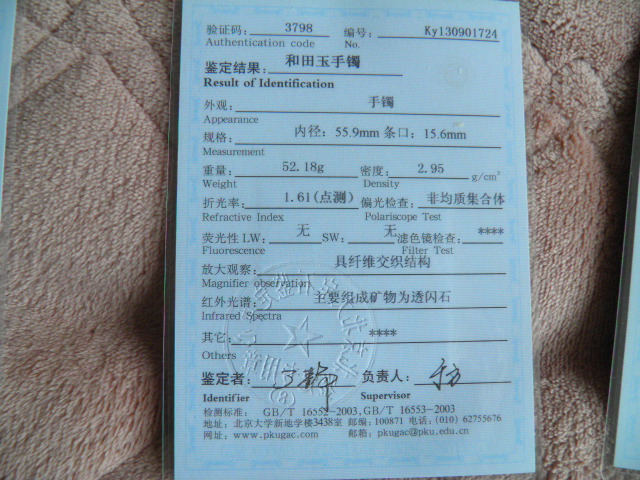 验证码: 3798 编号: Ky130901724
Authentication code No.
鉴定结果: 和田玉手镯
Result of Identification
外观: 手镯
Appearance
规格: 内径: 55.9mm 条口: 15.6mm
Measurement
重量: 52.18g 密度: 2.95 g/cm³
Weight Density
折光率: 1.61(点测) 偏光检查: 非均质集合体
Refractive Index Polariscope Test
荧光性 LW: 无 SW: 无 滤色镜检查: ****
Fluorescence Filter Test
放大观察: 具纤维交织结构
Magnifier observation
红外光谱: 主要组成矿物为透闪石
Infrared Spectra
其它: ****
Others
鉴定者: 负责人:
Identifier Supervisor
检测标准: GB/T 16552-2003,GB/T 16553-2003
地址: 北京大学新地学楼3438室 邮编: 100871 电话: (010) 62755676
网址: www.pkugac.com 邮箱: pkugac@pku.edu.cn